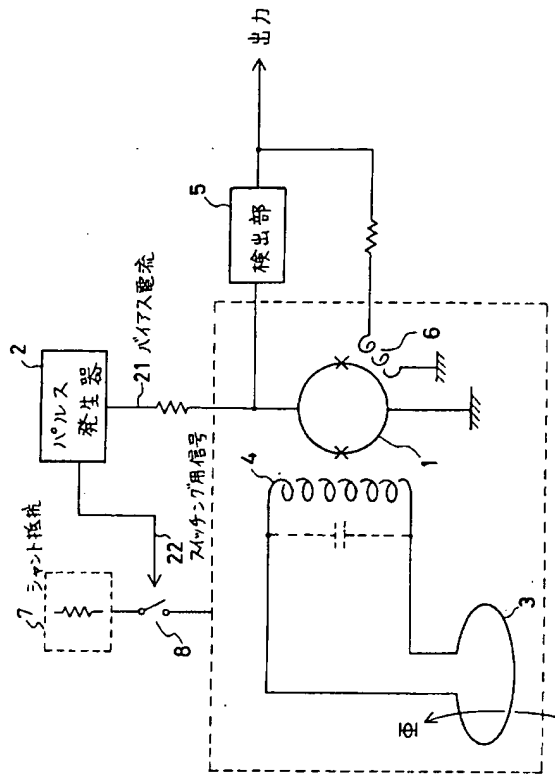 出力
5
検出部
2
パルス
発生器
21 バイアス電流
6
1
4
22 スイッチング用信号
7 シャント抵抗
8
3
Φ